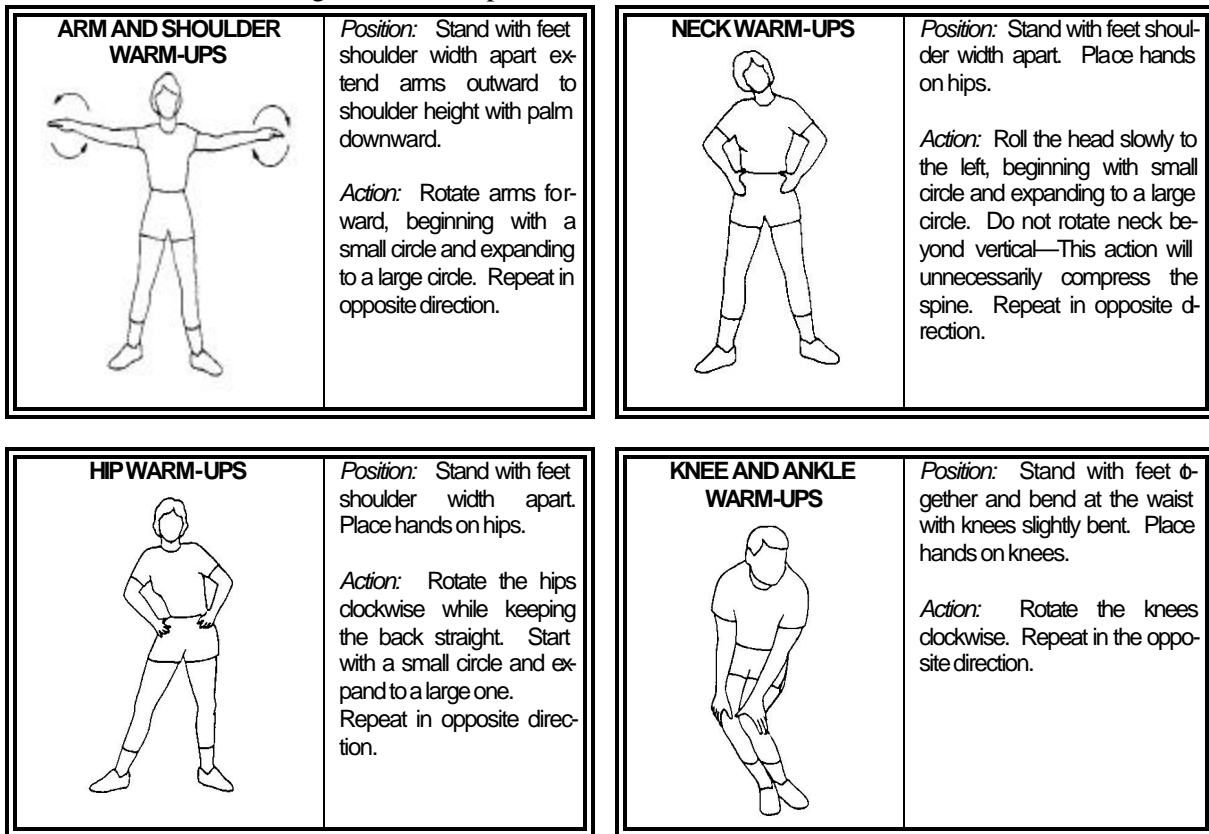 ARM AND SHOULDER
WARM-UPS
Position: Stand with feet
shoulder width apart ex-
tend arms outward to
shoulder height with palm
downward.
Action: Rotate arms for-
ward, beginning with a
small circle and expanding
to a large circle. Repeat in
opposite direction.
NECK WARM-UPS
Position: Stand with feet shoul-
der width apart. Place hands
on hips.
Action: Roll the head slowly to
the left, beginning with small
circle and expanding to a large
circle. Do not rotate neck be-
yond vertical—This action will
unnecessarily compress the
spine. Repeat in opposite d-
rection.
HIP WARM-UPS
Position: Stand with feet
shoulder width apart.
Place hands on hips.
Action: Rotate the hips
clockwise while keeping
the back straight. Start
with a small circle and ex-
pand to a large one.
Repeat in opposite direc-
tion.
KNEE AND ANKLE
WARM-UPS
Position: Stand with feet to-
gether and bend at the waist
with knees slightly bent. Place
hands on knees.
Action: Rotate the knees
clockwise. Repeat in the oppo-
site direction.